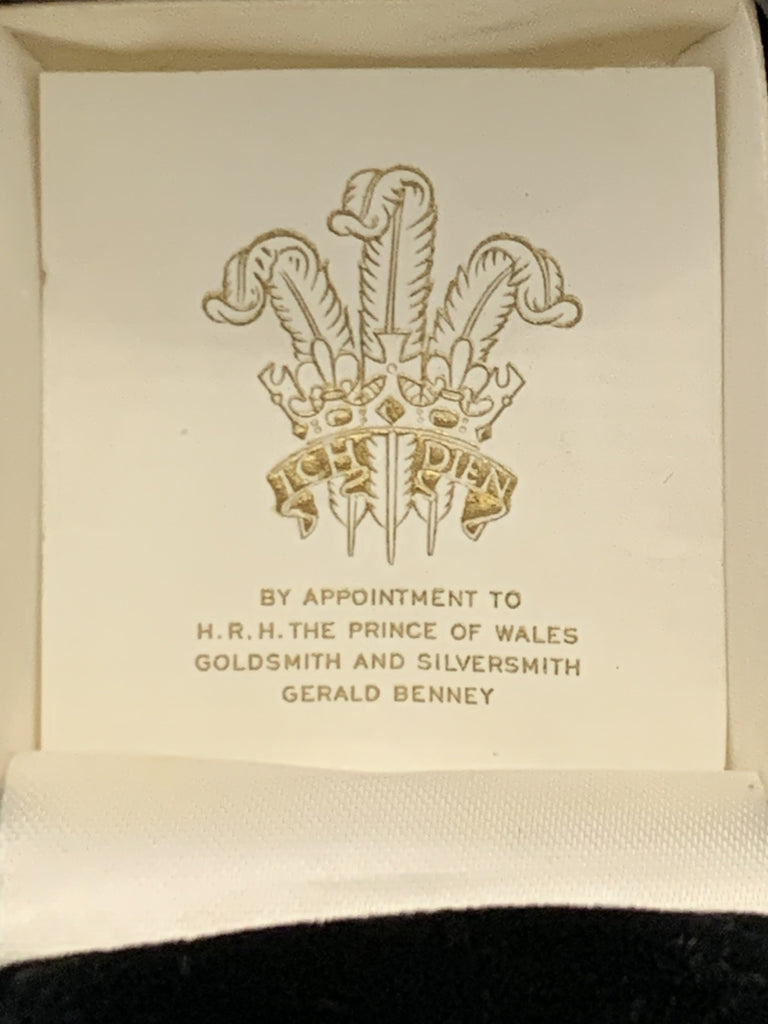 ICH DIEN
BY APPOINTMENT TO
H.R.H. THE PRINCE OF WALES
GOLDSMITH AND SILVERSMITH
GERALD BENNEY